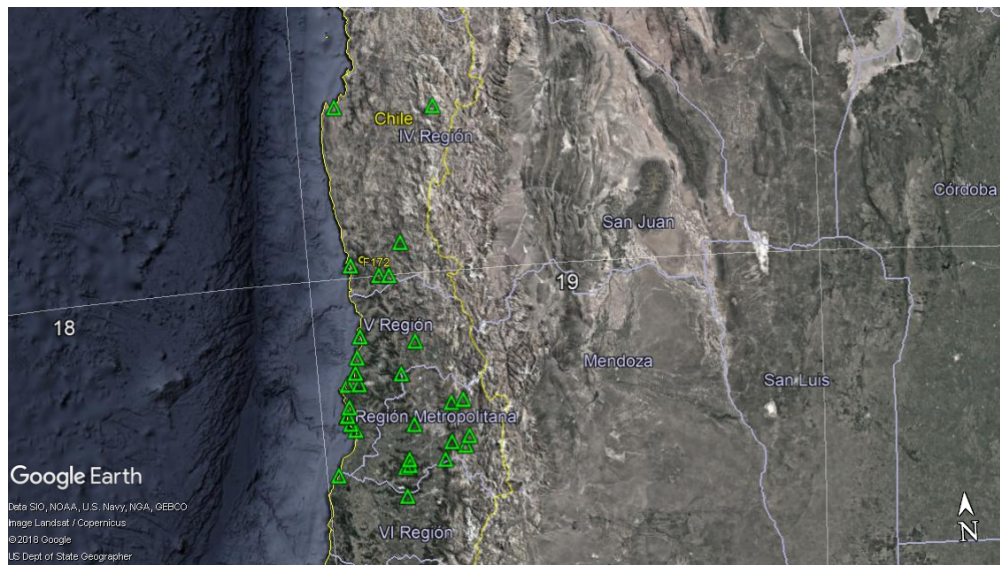 Chile
IV Región
Córdoba
San Juan
F172
19
18
V Región
Mendoza
San Luis
Región Metropolitana
Google Earth
Data SIO, NOAA, U.S. Navy, NGA, GEBCO
Image Landsat / Copernicus
©2018 Google
US Dept of State Geographer
VI Región
N